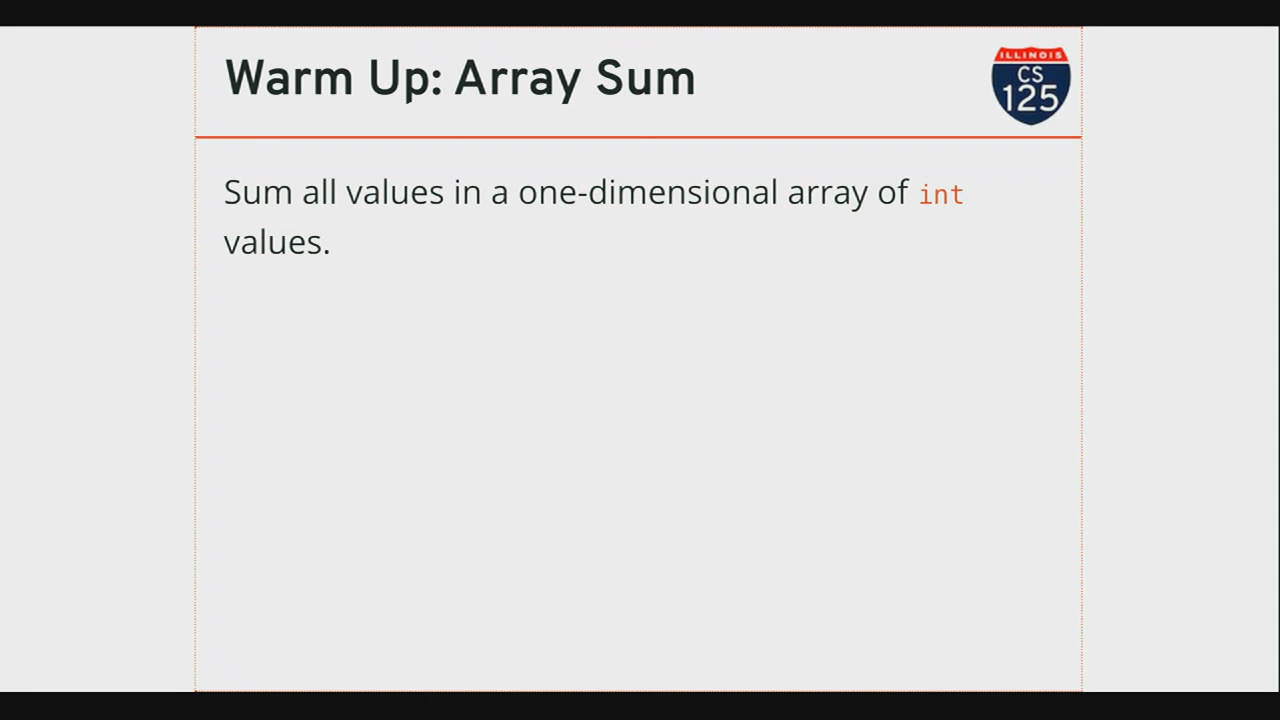 Warm Up: Array Sum
ILLINOIS
CS
125
Sum all values in a one-dimensional array of int
values.